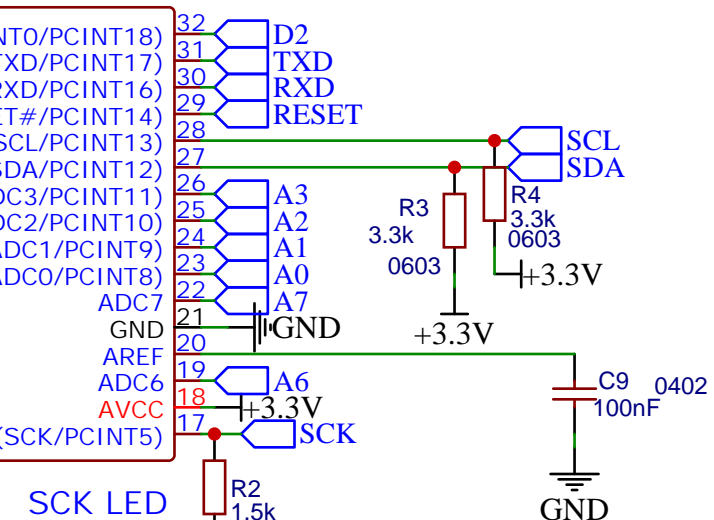 NT0/PCINT18) 32 D2
TXD/PCINT17) 31 TXD
RXD/PCINT16) 30 RXD
ET#/PCINT14) 29 RESET
SCL/PCINT13) 28 SCL
SDA/PCINT12) 27 SDA
DC3/PCINT11) 26 A3
DC2/PCINT10) 25 A2
ADC1/PCINT9) 24 A1
ADC0/PCINT8) 23 A0
ADC7 22 A7
GND 21 GND
AREF 20
ADC6 19 A6
AVCC 18 +3.3V
(SCK/PCINT5) 17 SCK
R3
3.3k
0603
+3.3V
R4
3.3k
0603
+3.3V
C9 0402
100nF
GND
SCK LED
R2
1.5k